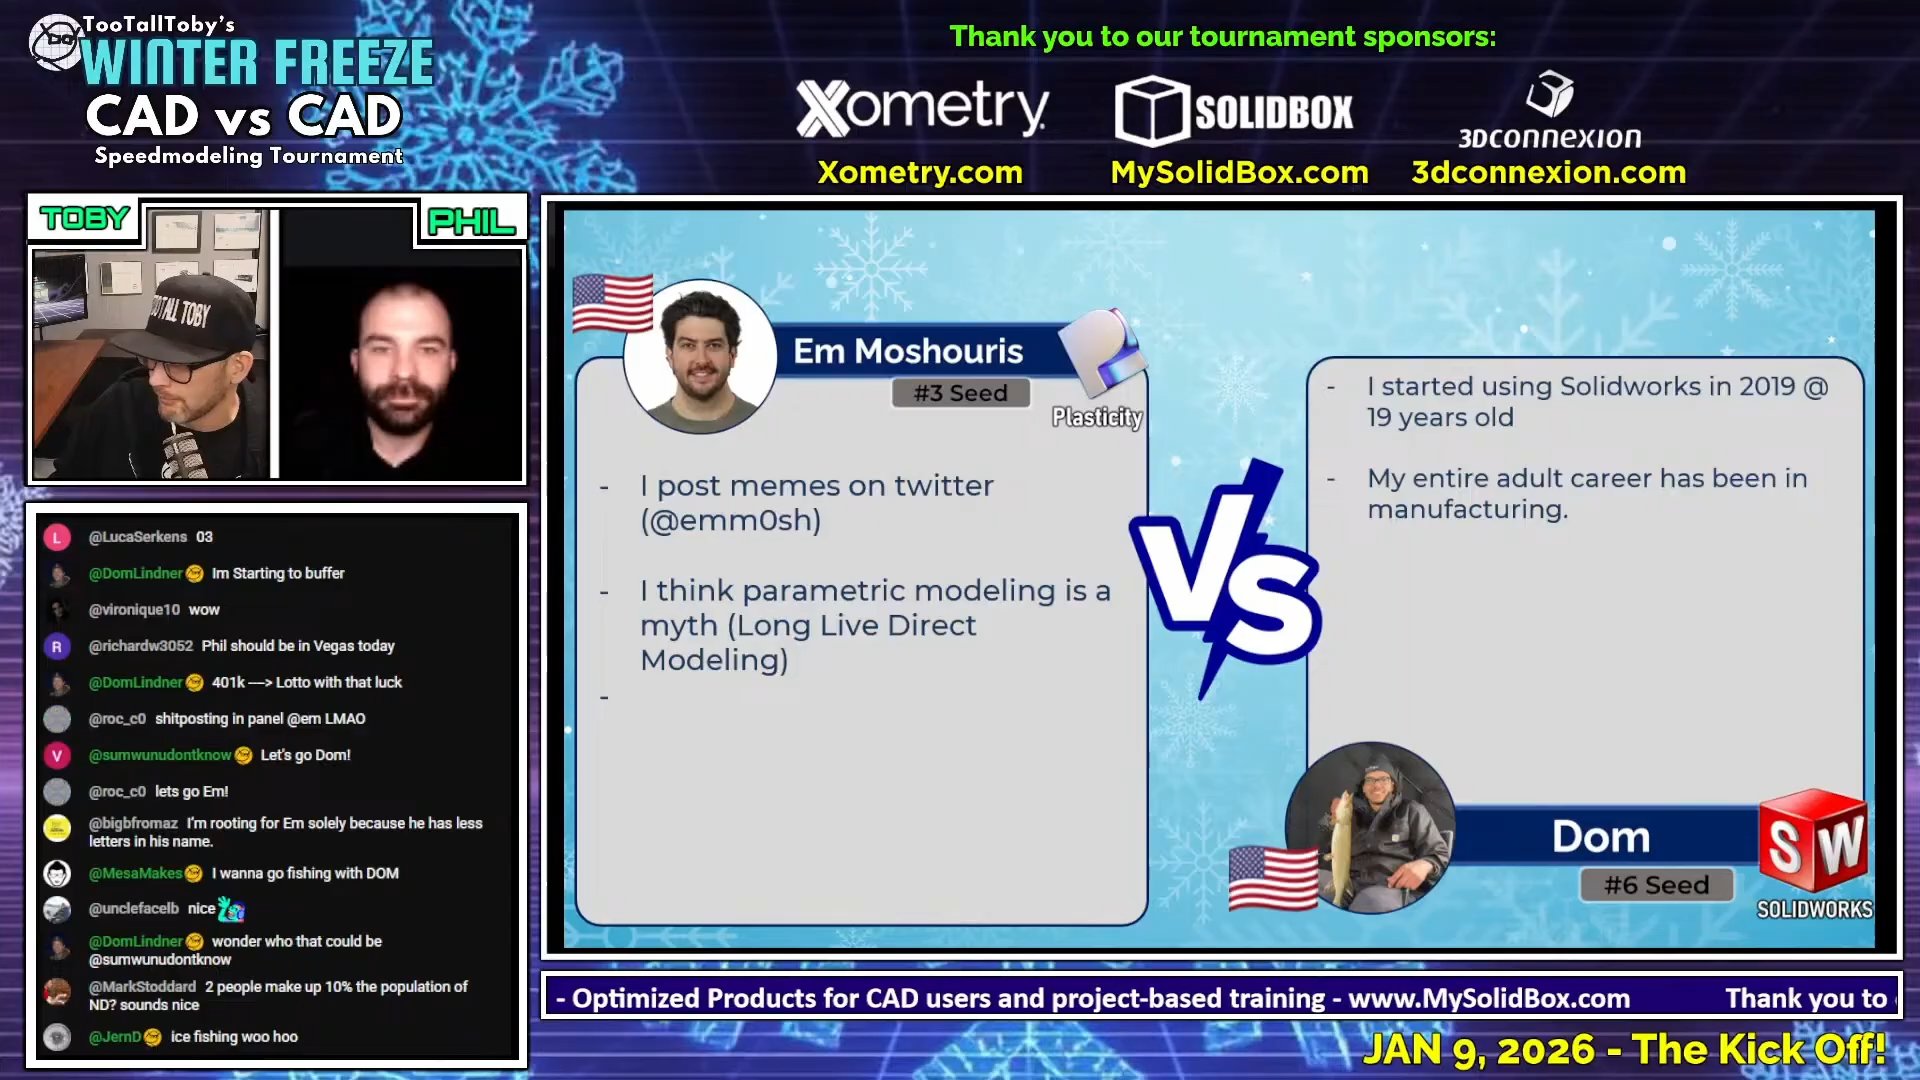 TooTallToby's
WINTER FREEZE
CAD vs CAD
Speedmodeling Tournament
Thank you to our tournament sponsors:
Xometry
Xometry.com
SOLIDBOX
MySolidBox.com
3DCONNEXION
3dconnexion.com
TOBY
PHIL
TOO TALL TOBY
@LucaSerkens 03
@DomLindner Im Starting to buffer
@vironique10 wow
R @richardw3052 Phil should be in Vegas today
@DomLindner 401k ---> Lotto with that luck
@roc_c0 shitposting in panel @em LMAO
V @sumwunudontknow Let's go Dom!
@roc_c0 lets go Em!
@bigbfromaz I'm rooting for Em solely because he has less
letters in his name.
@MesaMakes I wanna go fishing with DOM
@unclefacelb nice
@DomLindner wonder who that could be
@sumwunudontknow
@MarkStoddard 2 people make up 10% the population of
ND? sounds nice
@JernD ice fishing woo hoo
Em Moshouris
#3 Seed
Plasticity
- I post memes on twitter
(@emm0sh)
- I think parametric modeling is a
myth (Long Live Direct
Modeling)
-
VS
- I started using Solidworks in 2019 @
19 years old
- My entire adult career has been in
manufacturing.
Dom
#6 Seed
SW
SOLIDWORKS
- Optimized Products for CAD users and project-based training - www.MySolidBox.com Thank you to
JAN 9, 2026 - The Kick Off!